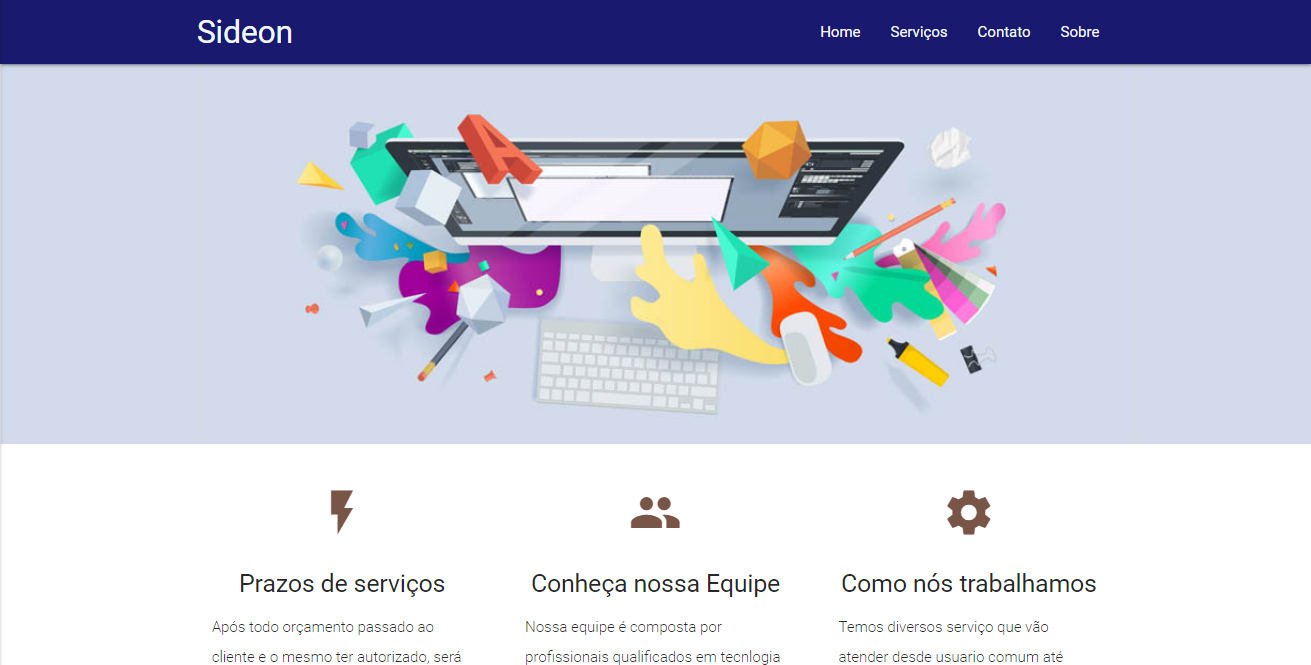 Sideon
Home Serviços Contato Sobre
A
Prazos de serviços
Após todo orçamento passado ao
cliente e o mesmo ter autorizado, será
Conheça nossa Equipe
Nossa equipe é composta por
profissionais qualificados em tecnlogia
Como nós trabalhamos
Temos diversos serviço que vão
atender desde usuario comum até